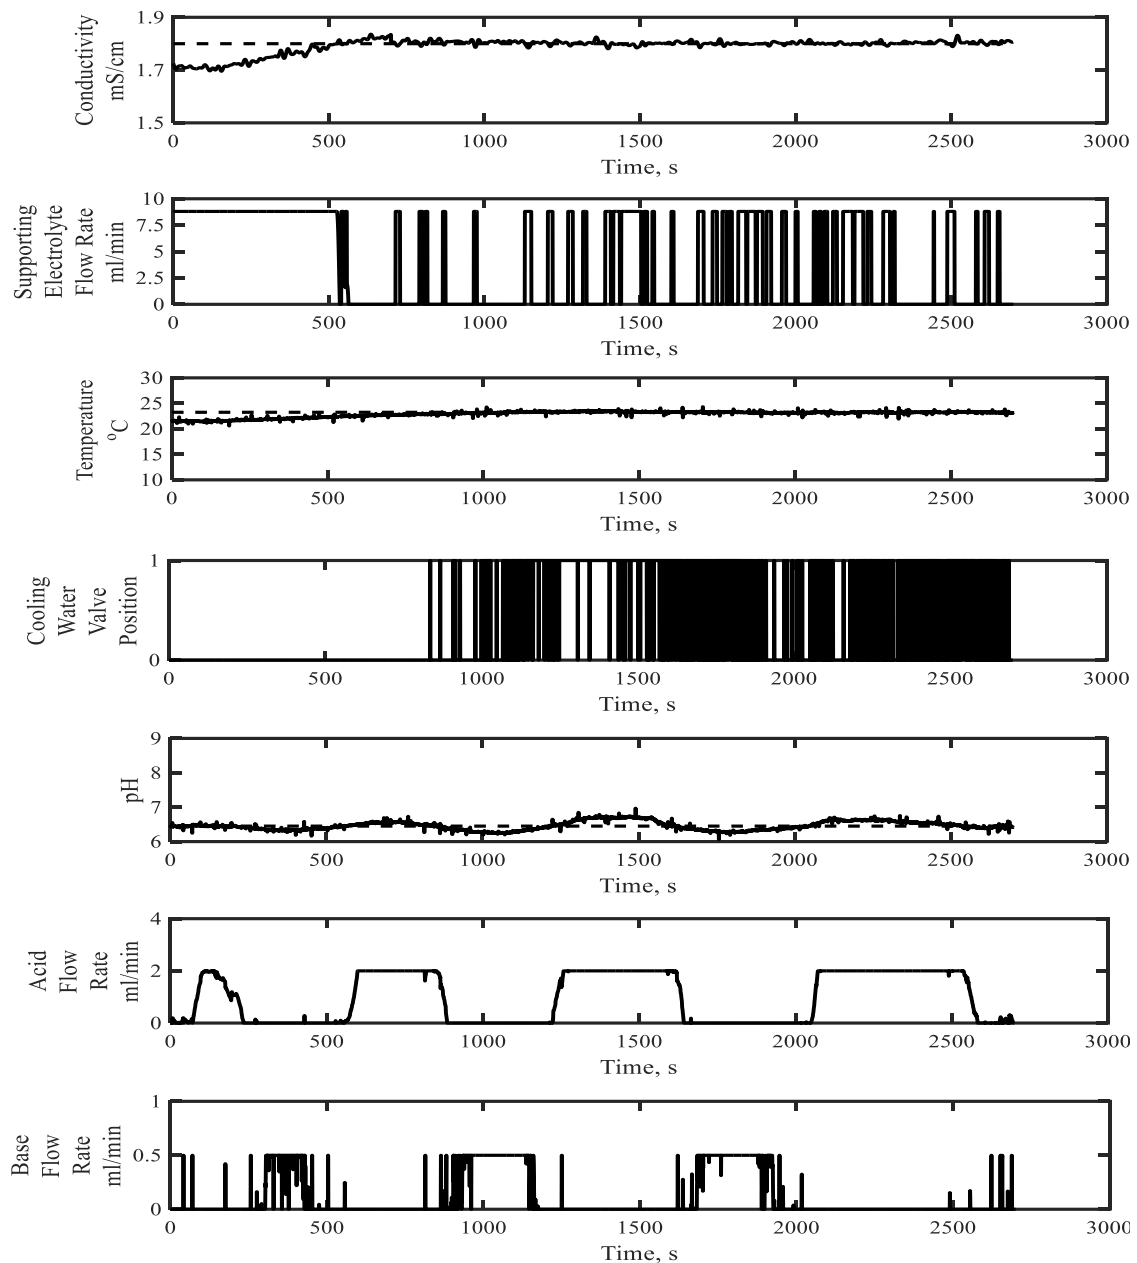 Conductivity
mS/cm
1.9
1.7
1.5
0 500 1000 1500 2000 2500 3000
Time, s
Supporting
Electrolyte
Flow Rate
ml/min
10
7.5
5
2.5
0
0 500 1000 1500 2000 2500 3000
Time, s
Temperature
°C
30
25
20
15
10
0 500 1000 1500 2000 2500 3000
Time, s
Cooling
Water
Valve
Position
1
0
0 500 1000 1500 2000 2500 3000
Time, s
pH
9
8
7
6
0 500 1000 1500 2000 2500 3000
Time, s
Acid
Flow
Rate
ml/min
4
2
0
0 500 1000 1500 2000 2500 3000
Time, s
Base
Flow
Rate
ml/min
1
0.5
0
0 500 1000 1500 2000 2500 3000
Time, s